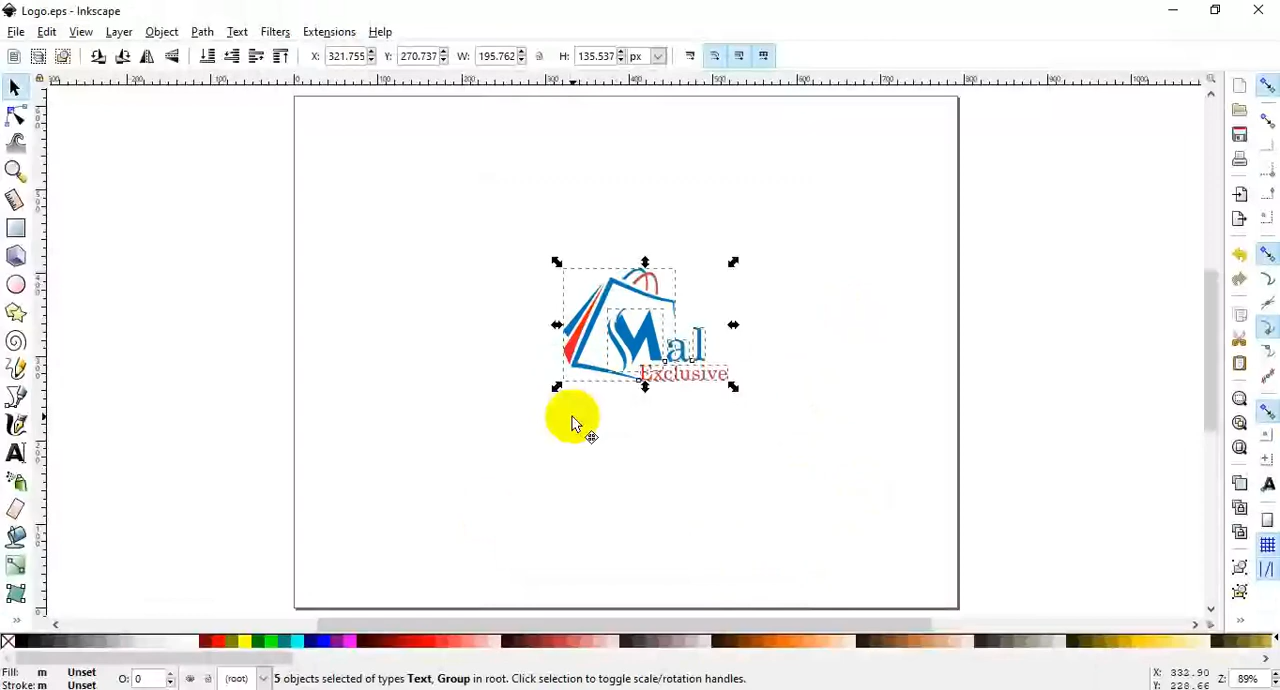 Logo.eps - Inkscape
File Edit View Layer Object Path Text Filters Extensions Help
X: 321.755 Y: 270.737 W: 195.762 H: 135.537 px
Mal
Exclusive
Fill: m Unset
Stroke: m Unset
O: 0
(root)
5 objects selected of types Text, Group in root. Click selection to toggle scale/rotation handles.
X: 332.90
Y: 228.66
Z: 89%